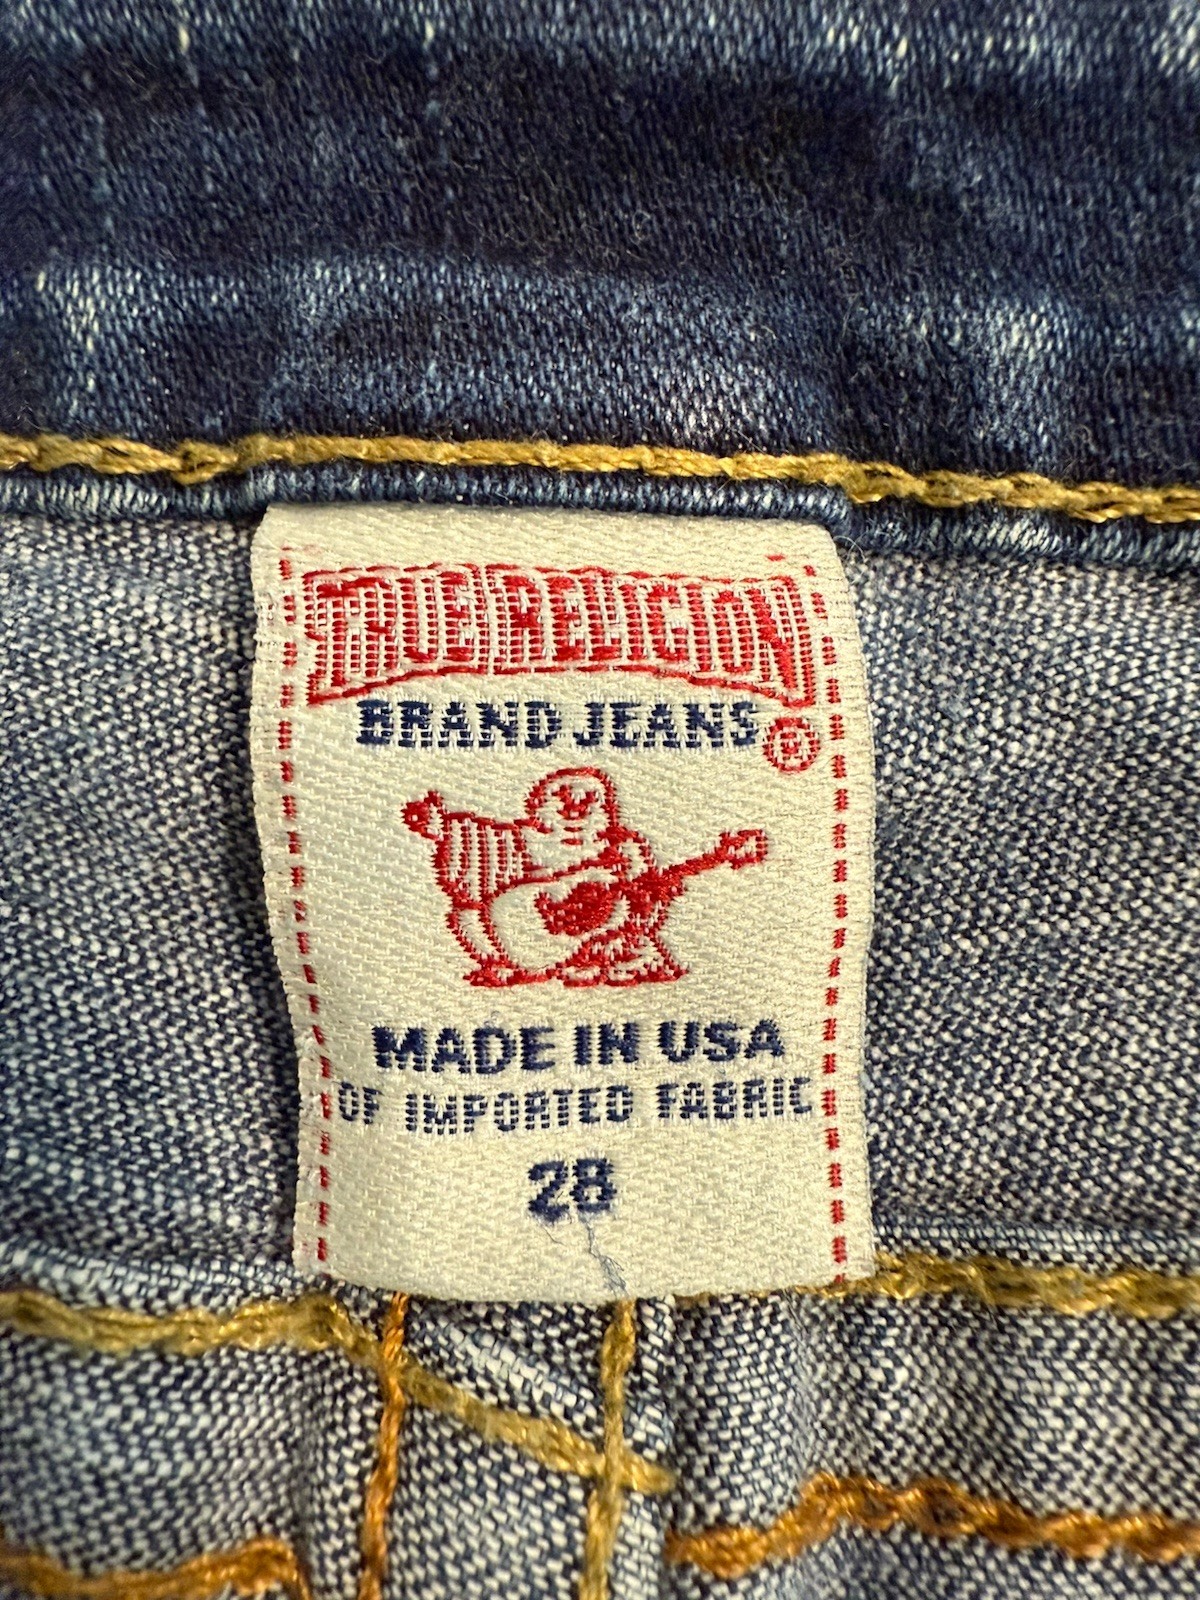 TRUE RELIGION
BRAND JEANS ®
MADE IN USA
OF IMPORTED FABRIC
28